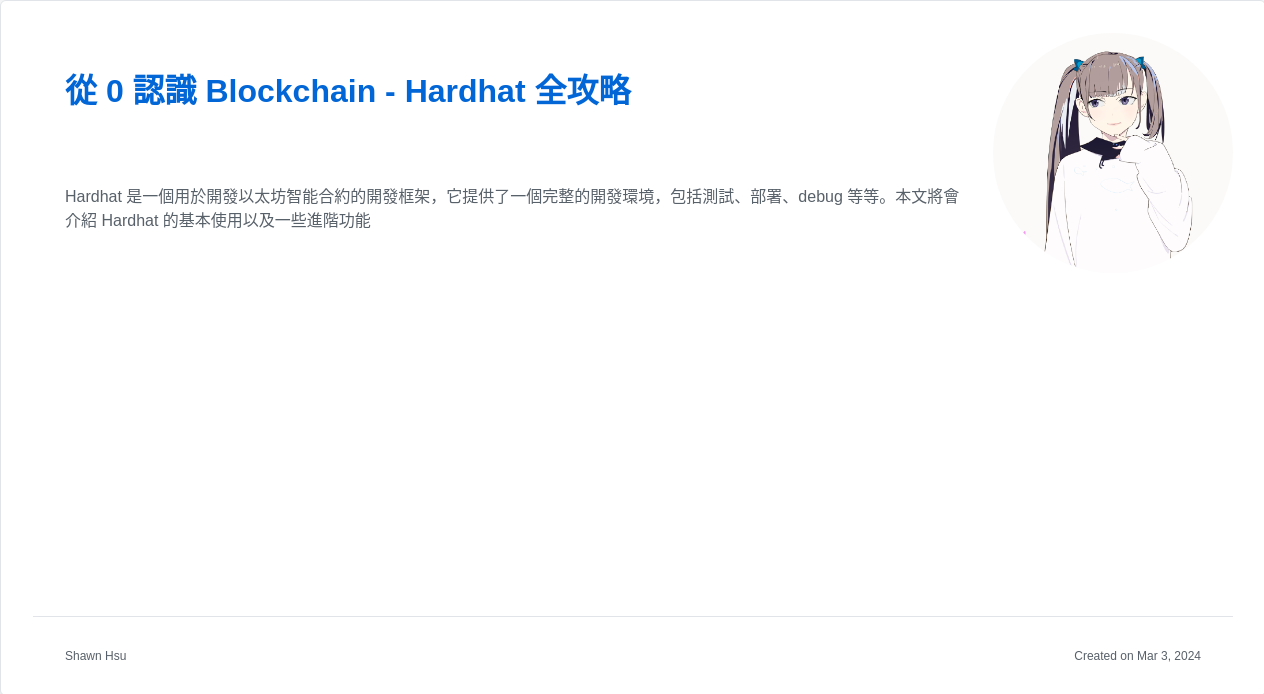 從 0 認識 Blockchain - Hardhat 全攻略
Hardhat 是一個用於開發以太坊智能合約的開發框架，它提供了一個完整的開發環境，包括測試、部署、debug 等等。本文將會
介紹 Hardhat 的基本使用以及一些進階功能
Shawn Hsu
Created on Mar 3, 2024